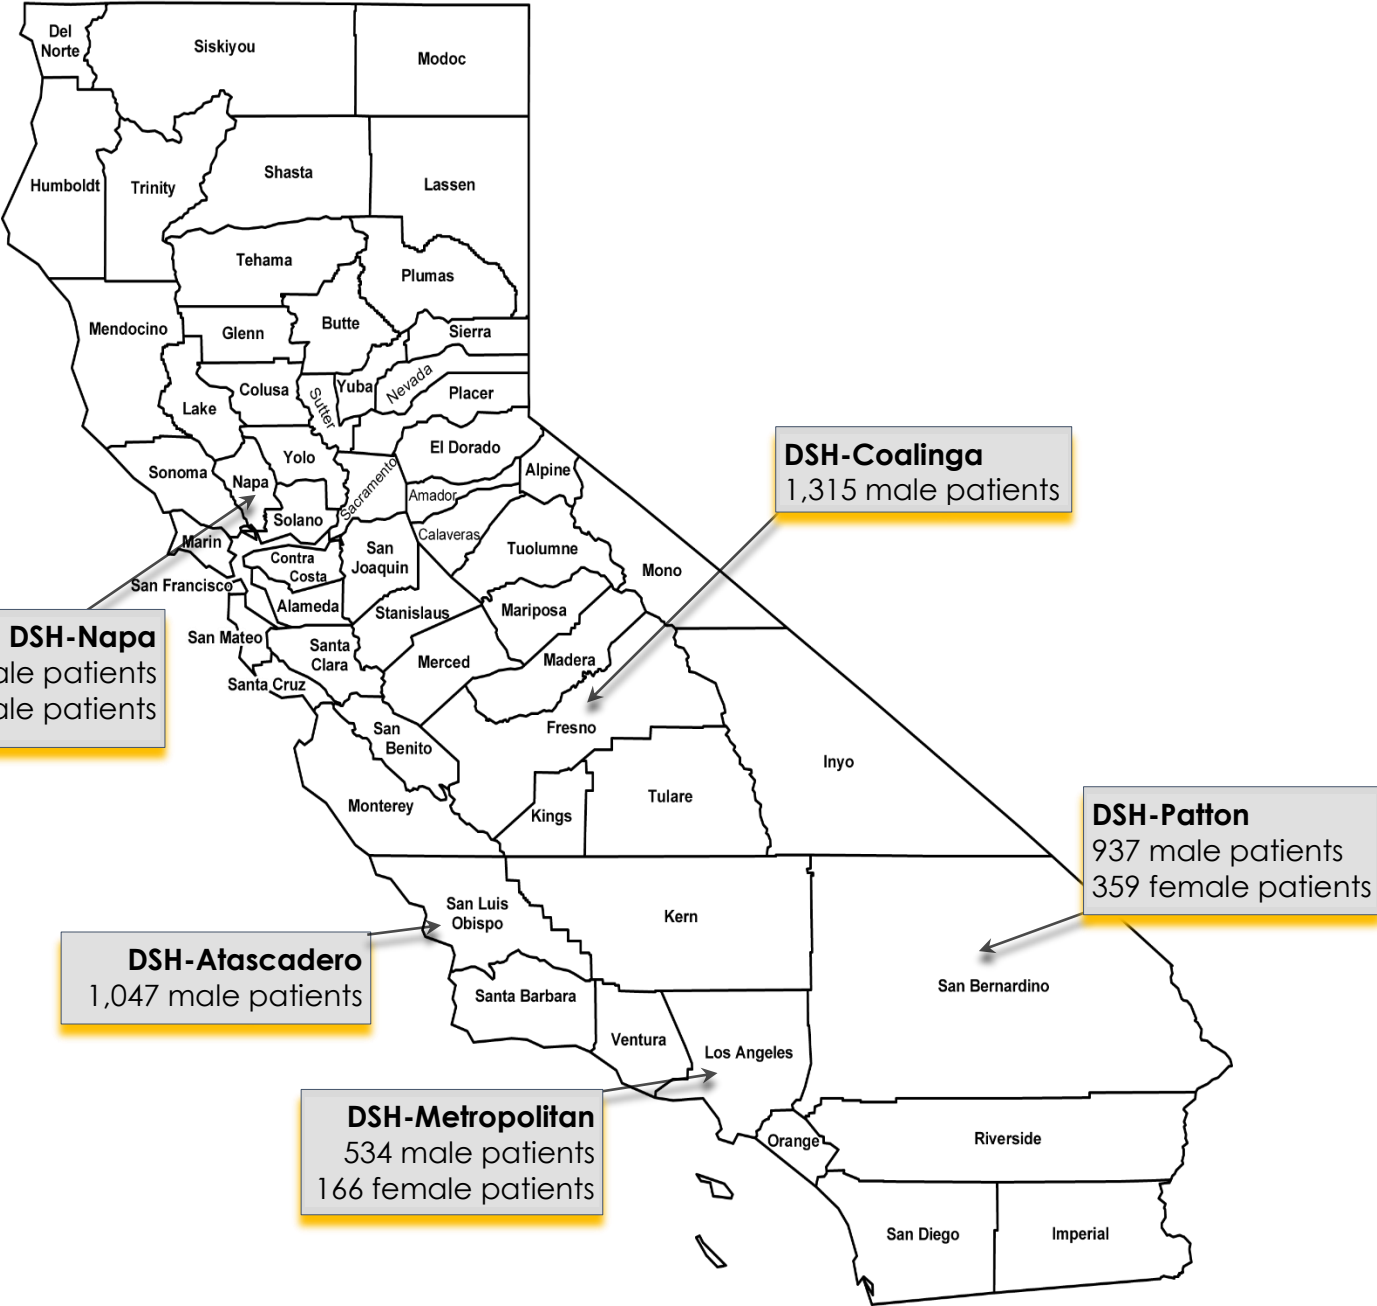 Del
Norte
Siskiyou
Modoc
Humboldt
Trinity
Shasta
Lassen
Tehama
Plumas
Mendocino
Glenn
Butte
Sierra
Lake
Colusa
Sutter
Yuba
Nevada
Placer
Sonoma
Napa
Yolo
Sacramento
El Dorado
Alpine
Amador
Solano
Calaveras
Marin
Contra
Costa
San
Joaquin
Tuolumne
Mono
San Francisco
Alameda
Stanislaus
Mariposa
San Mateo
Santa
Clara
Merced
Madera
Santa Cruz
San
Benito
Fresno
Inyo
Monterey
Kings
Tulare
San Luis
Obispo
Kern
San Bernardino
Santa Barbara
Ventura
Los Angeles
Orange
Riverside
San Diego
Imperial
DSH-Coalinga
1,315 male patients
DSH-Napa
patients
patients
DSH-Patton
937 male patients
359 female patients
DSH-Atascadero
1,047 male patients
DSH-Metropolitan
534 male patients
166 female patients